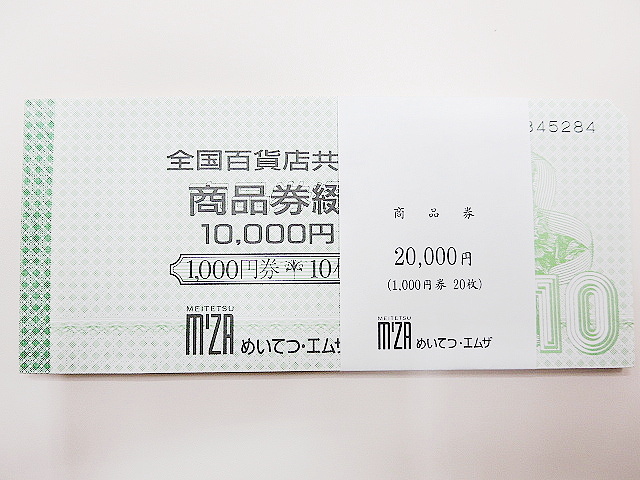 全国百貨店共
商品券綴
10,000円
1,000円券 10枚
MEITETSU
M'ZA めいてつ・エムザ
845284
10
商品券
20,000円
(1,000円券 20枚)
MEITETSU
M'ZA めいてつ・エムザ